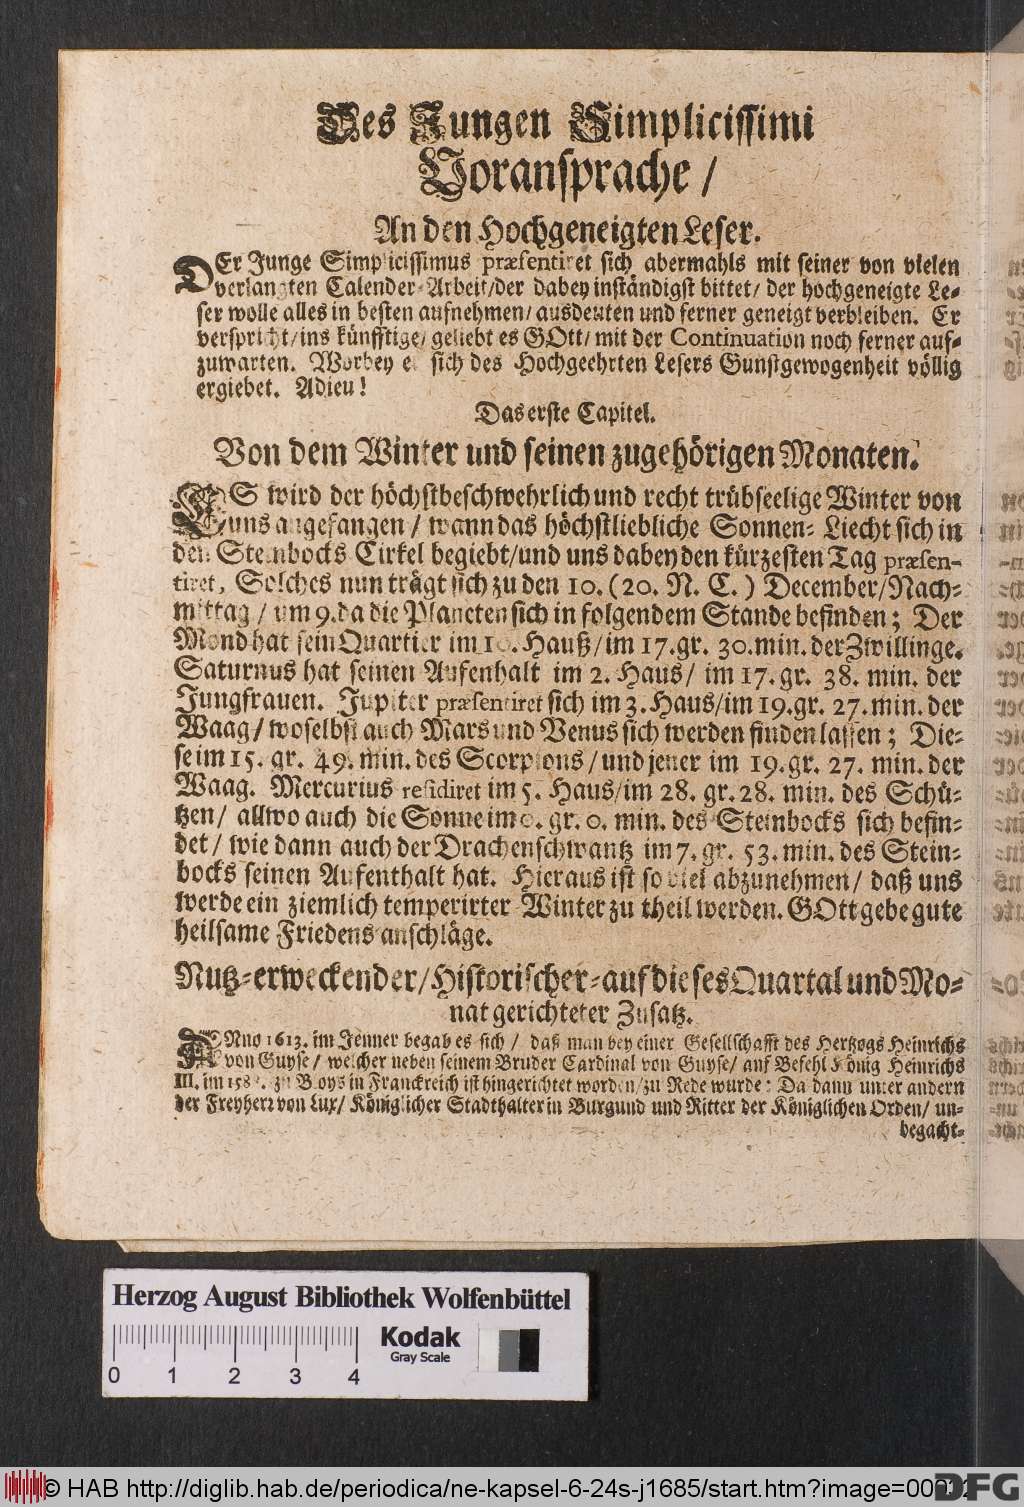 Des Jungen Simplicissimi
Voransprache /
An den Hochgeneigten Leser.
DEr Junge Simplicissimus præsentiret sich abermahls mit seiner von vielen
verlangten Calender-Arbeit/ der dabey inständigst bittet/ der hochgeneigte Le-
ser wolle alles in besten aufnehmen/ ausdeuten und ferner geneigt verbleiben. Er
verspricht/ ins künfftige/ geliebt es GOtt/ mit der Continuation noch ferner auf-
zuwarten. Worbey er sich des Hochgeehrten Lesers Gunstgewogenheit völlig
ergiebet. Adieu!
Das erste Capitel.
Von dem Winter und seinen zugehörigen Monaten.
ES wird der höchstbeschwehrlich und recht trübseelige Winter von
uns angefangen / wann das höchstliebliche Sonnen-Liecht sich in
den Steinbocks Cirkel begiebt/ und uns dabey den kürzesten Tag præsen-
tiret, Solches nun trägt sich zu den 10. (20. N. C.) December/ Nach-
mittag / um 9. da die Planeten sich in folgendem Stande befinden; Der
Mond hat sein Quartier im 10. Hauß/ im 17. gr. 30. min. der Zwillinge.
Saturnus hat seinen Aufenhalt im 2. Haus/ im 17. gr. 38. min. der
Jungfrauen. Jupiter præsentiret sich im 3. Haus/ im 19. gr. 27. min. der
Waag/ woselbst auch Mars und Venus sich werden finden lassen; Die-
se im 15. gr. 49. min. des Scorpions / und jener im 19. gr. 27. min. der
Waag. Mercurius residiret im 5. Haus/ im 28. gr. 28. min. des Schü-
tzen/ allwo auch die Sonne im 0. gr. 0. min. des Steinbocks sich befin-
det/ wie dann auch der Drachenschwantz im 7. gr. 53. min. des Stein-
bocks seinen Aufenthalt hat. Hieraus ist so viel abzunehmen/ daß uns
werde ein ziemlich temperirter Winter zu theil werden. GOtt gebe gute
heilsame Friedens anschläge.
Nutz-erweckender/ Historischer-auf dieses Quartal und Mo-
nat gerichteter Zusatz.
ANno 1613. im Jenner begab es sich / daß man bey einer Gesellschafft des Hertzogs Heinrichs
von Guyse / welcher neben seinem Bruder Cardinal von Guyse/ auf Befehl König Heinrichs
III. im zu Bloys in Franckreich ist hingerichtet worden/ zu Rede wurde: Da dann unter andern
der Freyherr von Lux/ Königlicher Stadthalter in Burgund und Ritter der Königlichen Orden/ un-
begacht-
Herzog August Bibliothek Wolfenbüttel
Kodak
Gray Scale
0 1 2 3 4
© HAB http://diglib.hab.de/periodica/ne-kapsel-6-24s-j1685/start.htm?image=00012
DFG